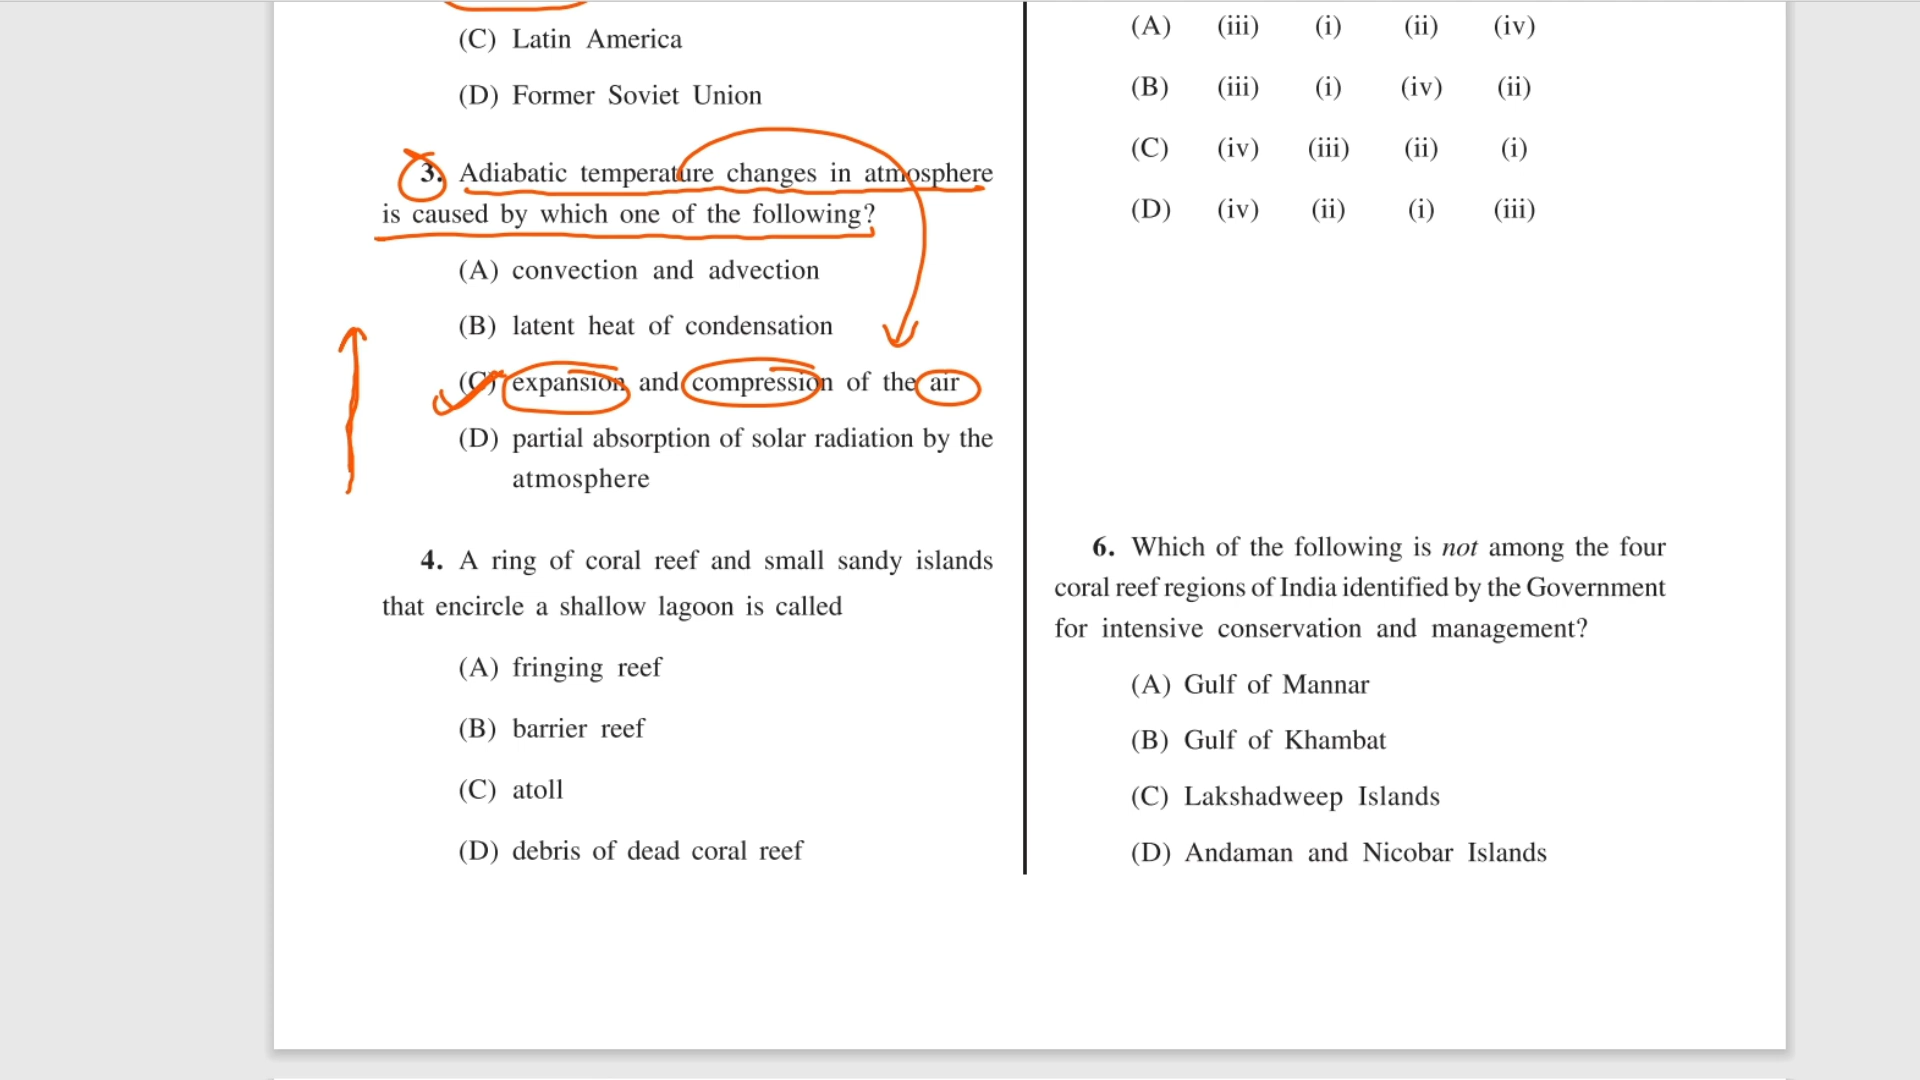 (C) Latin America
(D) Former Soviet Union
3. Adiabatic temperature changes in atmosphere
is caused by which one of the following?
(A) convection and advection
(B) latent heat of condensation
(C) expansion and compression of the air
(D) partial absorption of solar radiation by the
atmosphere
4. A ring of coral reef and small sandy islands
that encircle a shallow lagoon is called
(A) fringing reef
(B) barrier reef
(C) atoll
(D) debris of dead coral reef
(A) (iii) (i) (ii) (iv)
(B) (iii) (i) (iv) (ii)
(C) (iv) (iii) (ii) (i)
(D) (iv) (ii) (i) (iii)
6. Which of the following is not among the four
coral reef regions of India identified by the Government
for intensive conservation and management?
(A) Gulf of Mannar
(B) Gulf of Khambat
(C) Lakshadweep Islands
(D) Andaman and Nicobar Islands